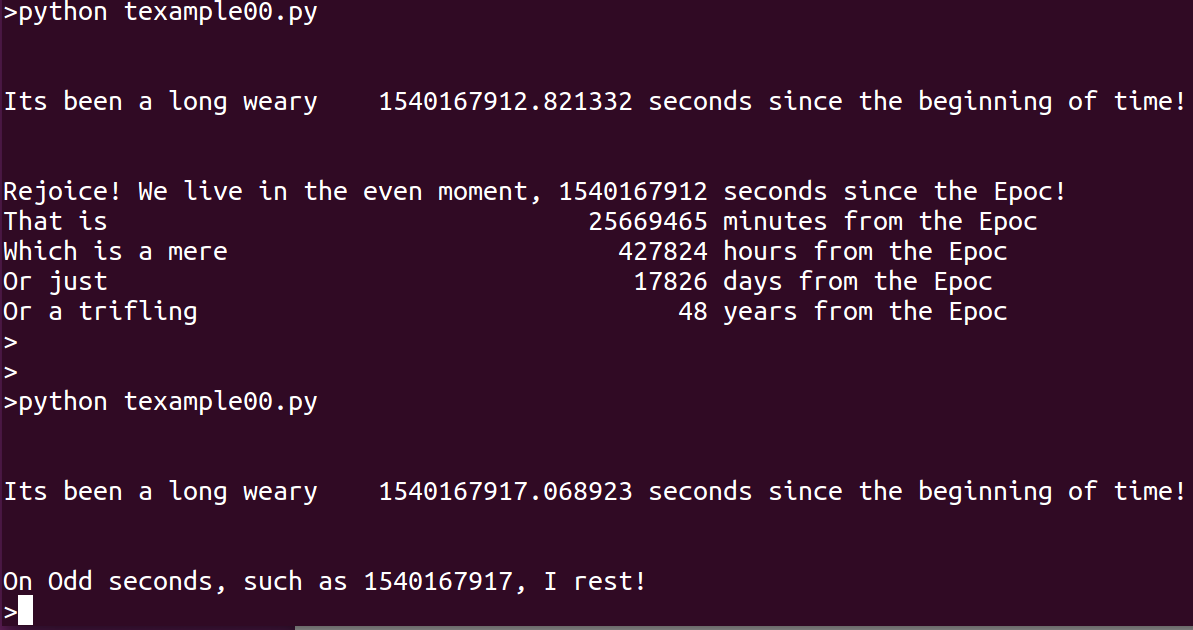 >python texample00.py
Its been a long weary    1540167912.821332 seconds since the beginning of time!
Rejoice! We live in the even moment, 1540167912 seconds since the Epoc!
That is                                25669465 minutes from the Epoc
Which is a mere                          427824 hours from the Epoc
Or just                                   17826 days from the Epoc
Or a trifling                                48 years from the Epoc
>
>
>python texample00.py
Its been a long weary    1540167917.068923 seconds since the beginning of time!
On Odd seconds, such as 1540167917, I rest!
>